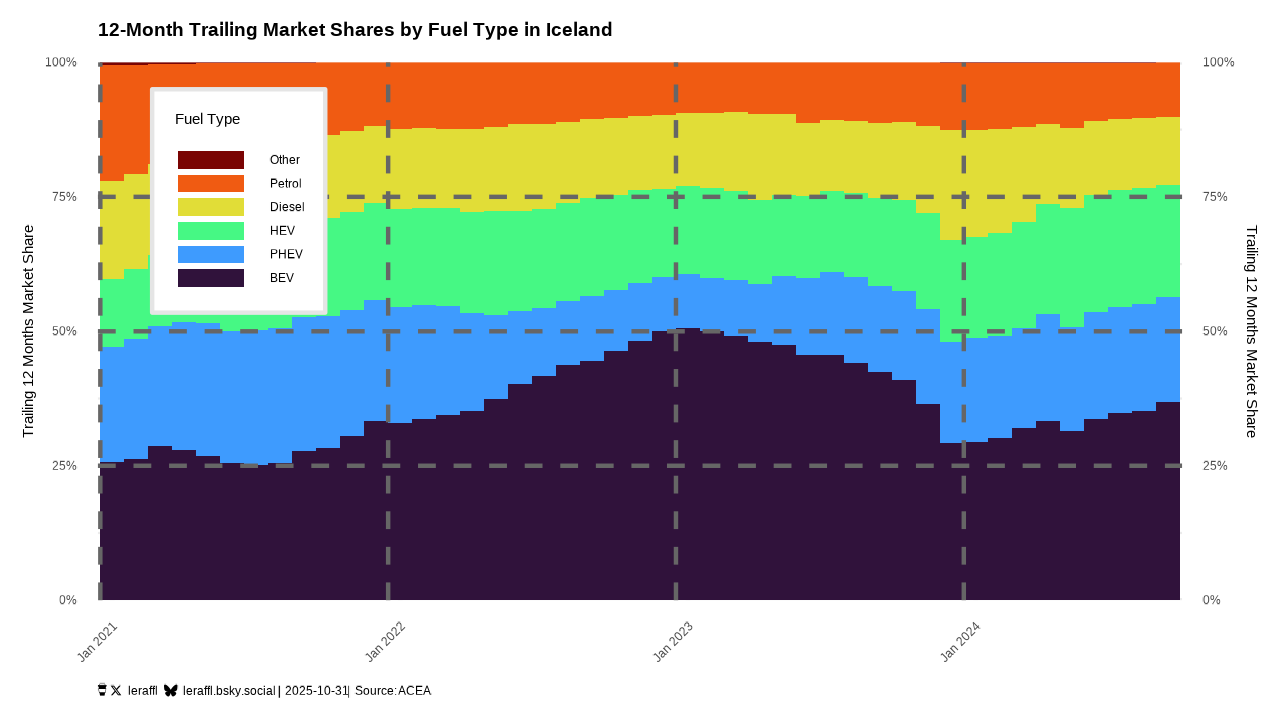 12-Month Trailing Market Shares by Fuel Type in Iceland
100%
75%
50%
25%
0%
100%
75%
50%
25%
0%
Trailing 12 Months Market Share
Trailing 12 Months Market Share
Fuel Type
Other
Petrol
Diesel
HEV
PHEV
BEV
Jan 2021
Jan 2022
Jan 2023
Jan 2024
leraffl leraffl.bsky.social | 2025-10-31 | Source: ACEA